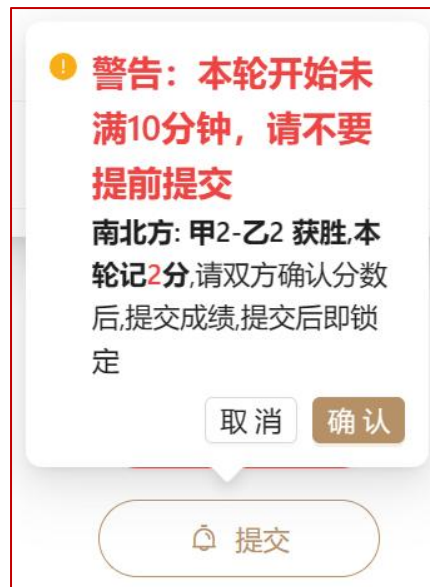 警告：本轮开始未
满10分钟，请不要
提前提交
南北方: 甲2-乙2 获胜,本
轮记2分,请双方确认分数
后,提交成绩,提交后即锁
定
取 消 确 认
提交